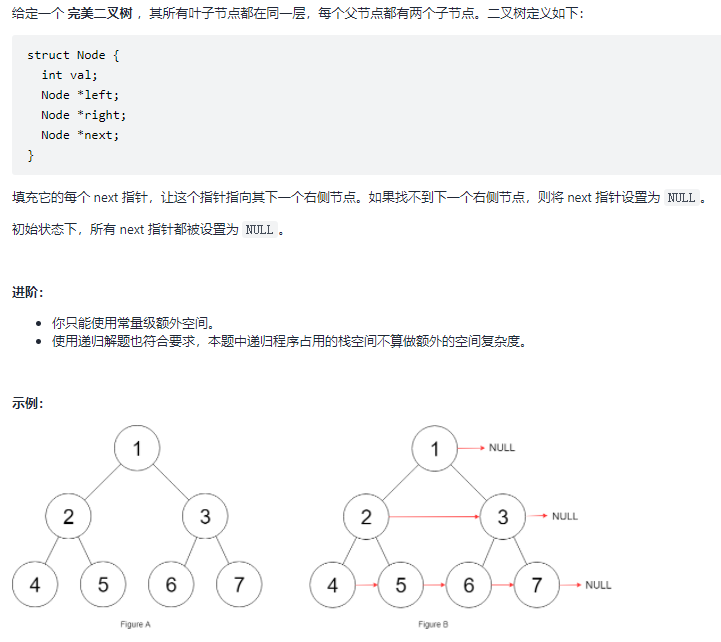 给定一个 完美二叉树 ，其所有叶子节点都在同一层，每个父节点都有两个子节点。二叉树定义如下：
struct Node {
  int val;
  Node *left;
  Node *right;
  Node *next;
}
填充它的每个 next 指针，让这个指针指向其下一个右侧节点。如果找不到下一个右侧节点，则将 next 指针设置为 NULL 。
初始状态下，所有 next 指针都被设置为 NULL 。
进阶：
你只能使用常量级额外空间。
使用递归解题也符合要求，本题中递归程序占用的栈空间不算做额外的空间复杂度。
示例：
1
2 3
4 5 6 7
Figure A
1 NULL
2 3 NULL
4 5 6 7 NULL
Figure B